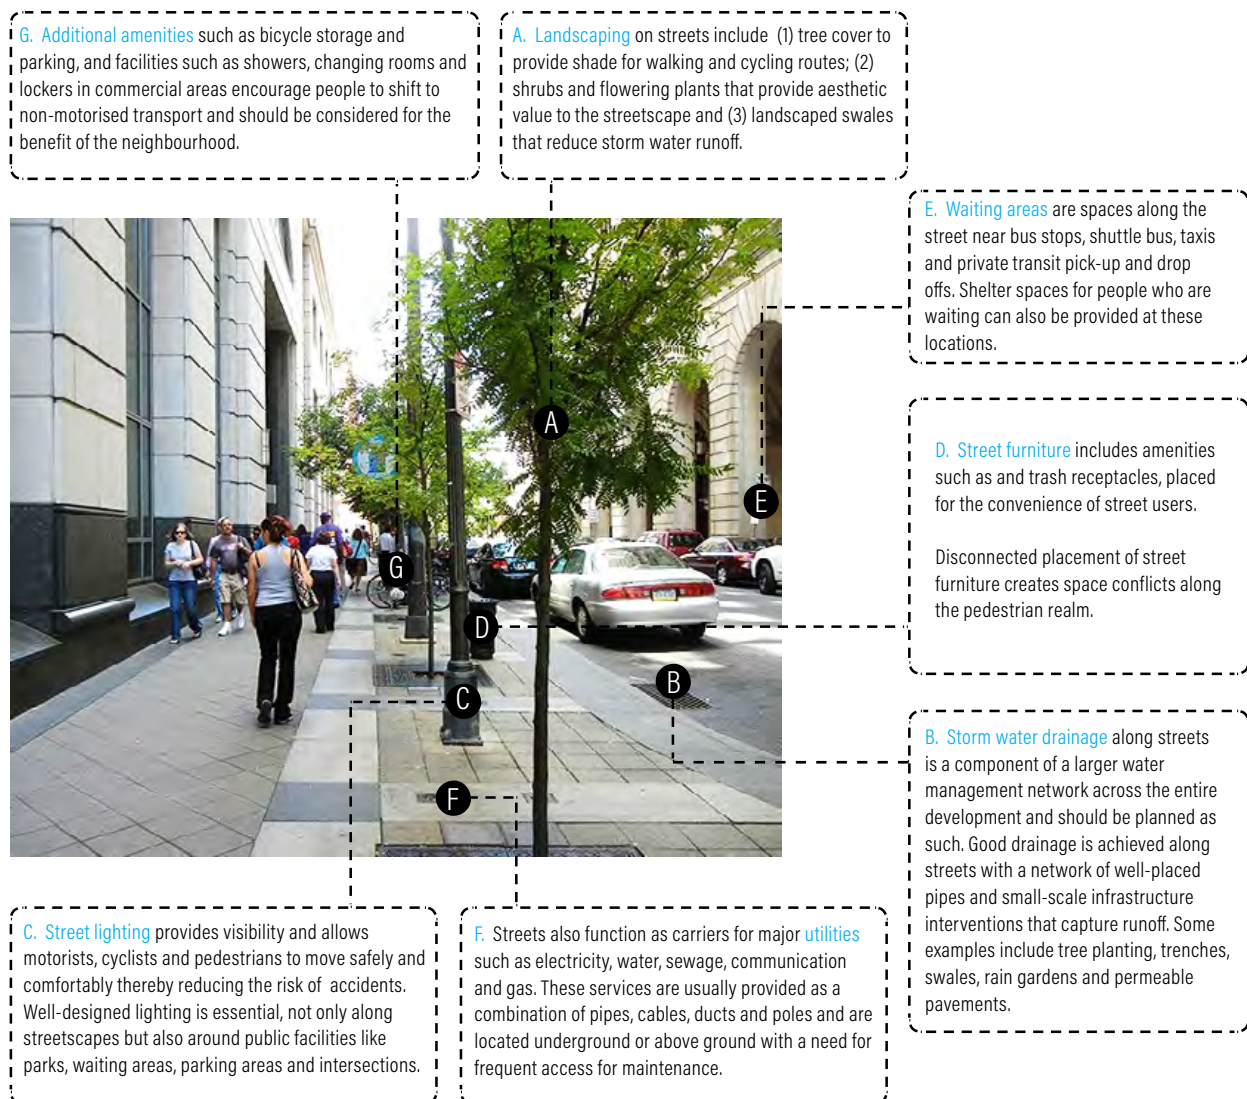 G. Additional amenities such as bicycle storage and
parking, and facilities such as showers, changing rooms and
lockers in commercial areas encourage people to shift to
non-motorised transport and should be considered for the
benefit of the neighbourhood.
A. Landscaping on streets include (1) tree cover to
provide shade for walking and cycling routes; (2)
shrubs and flowering plants that provide aesthetic
value to the streetscape and (3) landscaped swales
that reduce storm water runoff.
E. Waiting areas are spaces along the
street near bus stops, shuttle bus, taxis
and private transit pick-up and drop
offs. Shelter spaces for people who are
waiting can also be provided at these
locations.
A
E
G
D
B
C
F
D. Street furniture includes amenities
such as and trash receptacles, placed
for the convenience of street users.
Disconnected placement of street
furniture creates space conflicts along
the pedestrian realm.
B. Storm water drainage along streets
is a component of a larger water
management network across the entire
development and should be planned as
such. Good drainage is achieved along
streets with a network of well-placed
pipes and small-scale infrastructure
interventions that capture runoff. Some
examples include tree planting, trenches,
swales, rain gardens and permeable
pavements.
C. Street lighting provides visibility and allows
motorists, cyclists and pedestrians to move safely and
comfortably thereby reducing the risk of accidents.
Well-designed lighting is essential, not only along
streetscapes but also around public facilities like
parks, waiting areas, parking areas and intersections.
F. Streets also function as carriers for major utilities
such as electricity, water, sewage, communication
and gas. These services are usually provided as a
combination of pipes, cables, ducts and poles and are
located underground or above ground with a need for
frequent access for maintenance.